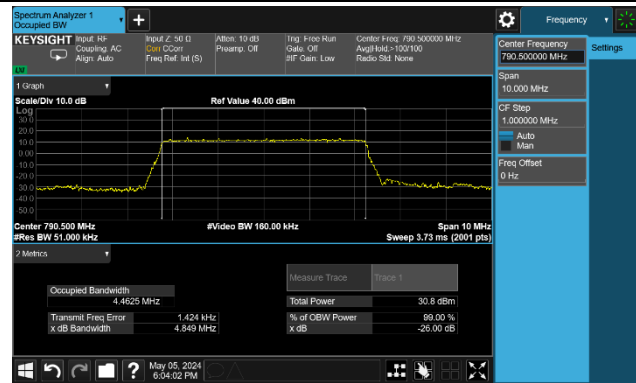 Spectrum Analyzer 1
Occupied BW
Frequency
KEYSIGHT Input: RF
Coupling: AC
Align: Auto
Input Z: 50 Ω
Corr CCorr
Freq Ref: Int (S)
Atten: 10 dB
Preamp: Off
Trig: Free Run
Gate: Off
#IF Gain: Low
Center Freq: 790.500000 MHz
Avg|Hold:>100/100
Radio Std: None
LW
Center Frequency
790.500000 MHz
Settings
Span
10.000 MHz
CF Step
1.000000 MHz
Auto
Man
Freq Offset
0 Hz
1 Graph
Scale/Div 10.0 dB
Ref Value 40.00 dBm
Log
30.0
20.0
10.0
0.00
-10.0
-20.0
-30.0
-40.0
-50.0
Center 790.500 MHz
#Video BW 160.00 kHz
Span 10 MHz
#Res BW 51.000 kHz
Sweep 3.73 ms (2001 pts)
2 Metrics
Measure Trace
Trace 1
Occupied Bandwidth
4.4625 MHz
Total Power
30.8 dBm
Transmit Freq Error
1.424 kHz
% of OBW Power
99.00 %
x dB Bandwidth
4.849 MHz
x dB
-26.00 dB
?
May 05, 2024
6:04:02 PM